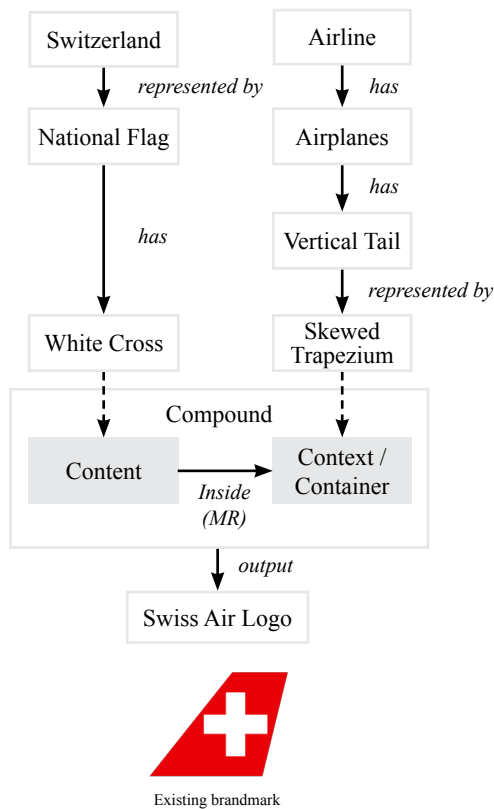 Switzerland
Airline
represented by
has
National Flag
Airplanes
has
has
Vertical Tail
represented by
White Cross
Skewed
Trapezium
Compound
Content
Context /
Container
Inside
(MR)
output
Swiss Air Logo
Existing brandmark